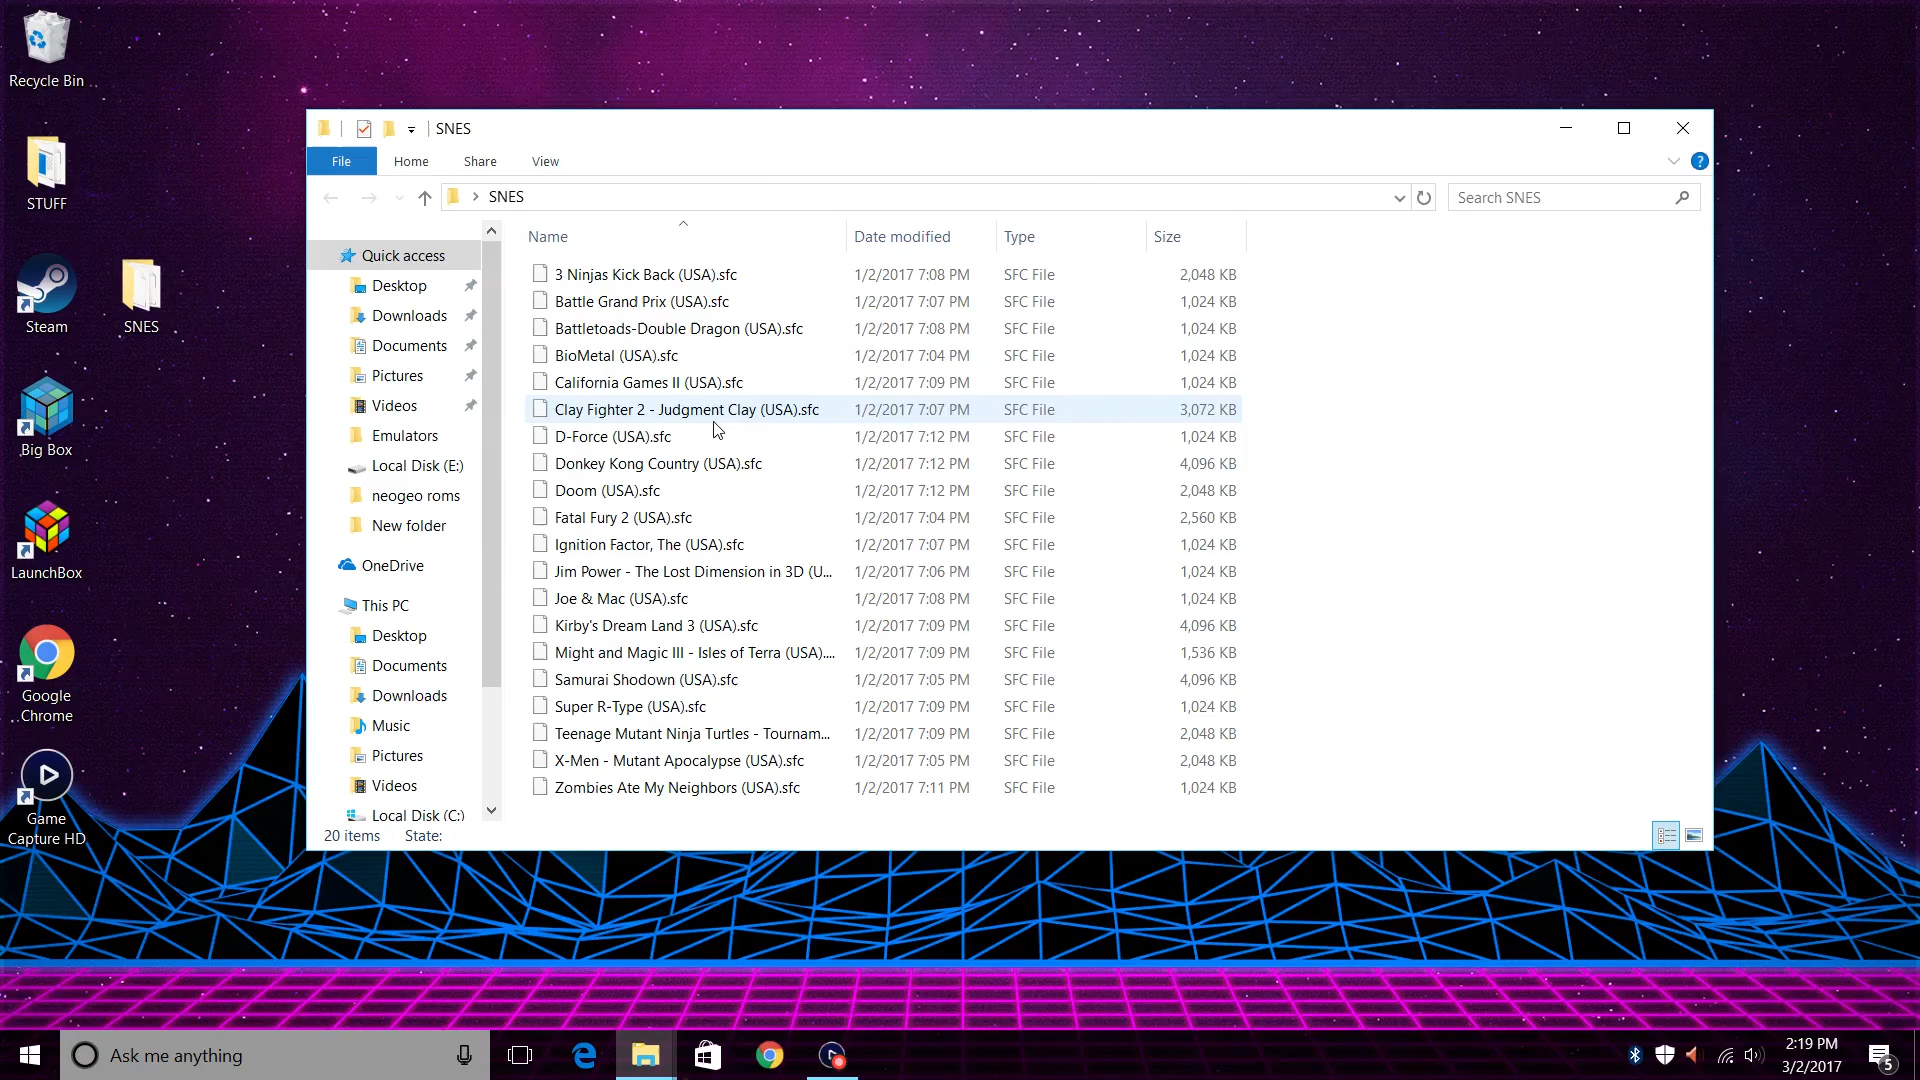 Recycle Bin
STUFF
Steam
SNES
Big Box
LaunchBox
Google
Chrome
Game
Capture HD
SNES
File Home Share View
SNES
Search SNES
Quick access
Desktop
Downloads
Documents
Pictures
Videos
Emulators
Local Disk (E:)
neogeo roms
New folder
OneDrive
This PC
Desktop
Documents
Downloads
Music
Pictures
Videos
Local Disk (C:)
Name Date modified Type Size
3 Ninjas Kick Back (USA).sfc 1/2/2017 7:08 PM SFC File 2,048 KB
Battle Grand Prix (USA).sfc 1/2/2017 7:07 PM SFC File 1,024 KB
Battletoads-Double Dragon (USA).sfc 1/2/2017 7:08 PM SFC File 1,024 KB
BioMetal (USA).sfc 1/2/2017 7:04 PM SFC File 1,024 KB
California Games II (USA).sfc 1/2/2017 7:09 PM SFC File 1,024 KB
Clay Fighter 2 - Judgment Clay (USA).sfc 1/2/2017 7:07 PM SFC File 3,072 KB
D-Force (USA).sfc 1/2/2017 7:12 PM SFC File 1,024 KB
Donkey Kong Country (USA).sfc 1/2/2017 7:12 PM SFC File 4,096 KB
Doom (USA).sfc 1/2/2017 7:12 PM SFC File 2,048 KB
Fatal Fury 2 (USA).sfc 1/2/2017 7:04 PM SFC File 2,560 KB
Ignition Factor, The (USA).sfc 1/2/2017 7:07 PM SFC File 1,024 KB
Jim Power - The Lost Dimension in 3D (U... 1/2/2017 7:06 PM SFC File 1,024 KB
Joe & Mac (USA).sfc 1/2/2017 7:08 PM SFC File 1,024 KB
Kirby's Dream Land 3 (USA).sfc 1/2/2017 7:09 PM SFC File 4,096 KB
Might and Magic III - Isles of Terra (USA).... 1/2/2017 7:09 PM SFC File 1,536 KB
Samurai Shodown (USA).sfc 1/2/2017 7:05 PM SFC File 4,096 KB
Super R-Type (USA).sfc 1/2/2017 7:09 PM SFC File 1,024 KB
Teenage Mutant Ninja Turtles - Tournam... 1/2/2017 7:09 PM SFC File 2,048 KB
X-Men - Mutant Apocalypse (USA).sfc 1/2/2017 7:05 PM SFC File 2,048 KB
Zombies Ate My Neighbors (USA).sfc 1/2/2017 7:11 PM SFC File 1,024 KB
20 items State:
Ask me anything
2:19 PM
3/2/2017
5